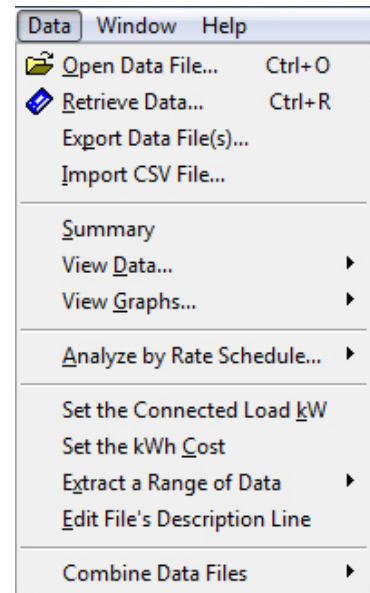 Data Window Help
Open Data File... Ctrl+O
Retrieve Data... Ctrl+R
Export Data File(s)...
Import CSV File...
Summary
View Data...
View Graphs...
Analyze by Rate Schedule...
Set the Connected Load kW
Set the kWh Cost
Extract a Range of Data
Edit File's Description Line
Combine Data Files